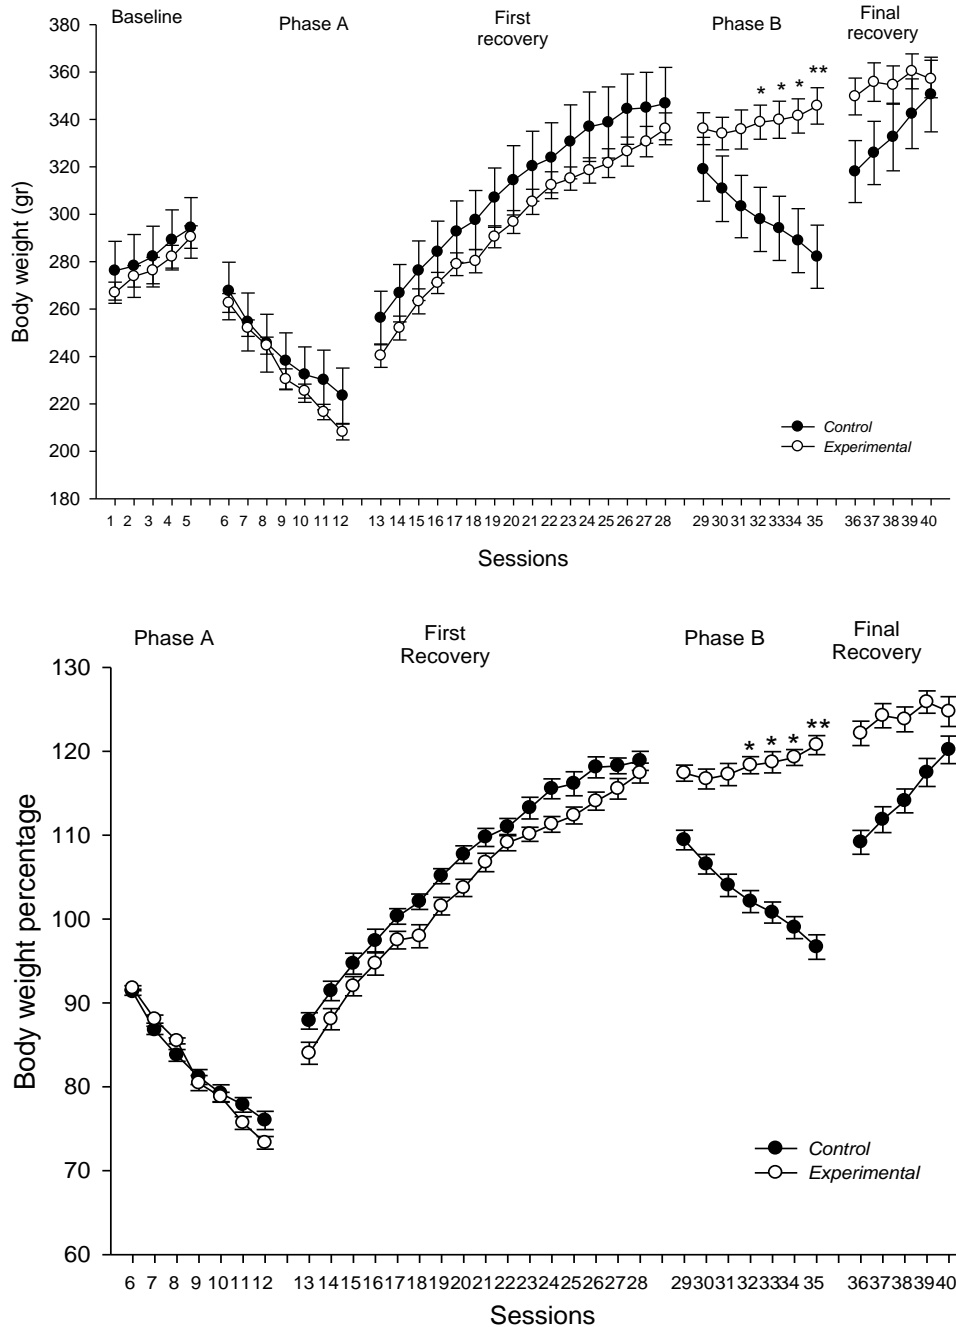 Baseline
Phase A
First
recovery
Phase B
Final
recovery
380
360
340
320
300
280
260
240
220
200
180
Body weight (gr)
* * * **
Control
Experimental
1 2 3 4 5 6 7 8 9 10 11 12 13 14 15 16 17 18 19 20 21 22 23 24 25 26 27 28 29 30 31 32 33 34 35 36 37 38 39 40
Sessions
Phase A
First
Recovery
Phase B
Final
Recovery
130
120
110
100
90
80
70
60
Body weight percentage
* * * **
Control
Experimental
6 7 8 9 10 11 12 13 14 15 16 17 18 19 20 21 22 23 24 25 26 27 28 29 30 31 32 33 34 35 36 37 38 39 40
Sessions